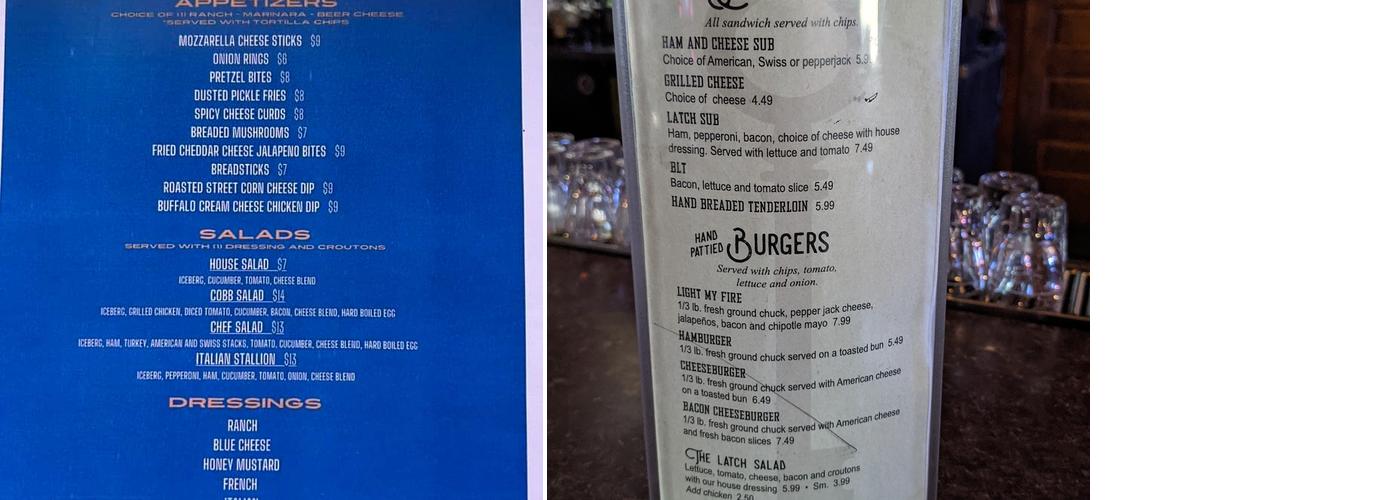 APPETIZERS
CHOICE OF (1) RANCH - MARINARA - BEER CHEESE
*SERVED WITH TORTILLA CHIPS
MOZZARELLA CHEESE STICKS $9
ONION RINGS $6
PRETZEL BITES $8
DUSTED PICKLE FRIES $8
SPICY CHEESE CURDS $8
BREADED MUSHROOMS $7
FRIED CHEDDAR CHEESE JALAPENO BITES $9
BREADSTICKS $7
ROASTED STREET CORN CHEESE DIP $9
BUFFALO CREAM CHEESE CHICKEN DIP $9
SALADS
SERVED WITH (1) DRESSING AND CROUTONS
HOUSE SALAD $7
ICEBERG, CUCUMBER, TOMATO, CHEESE BLEND
COBB SALAD $14
ICEBERG, GRILLED CHICKEN, DICED TOMATO, CUCUMBER, BACON, CHEESE BLEND, HARD BOILED EGG
CHEF SALAD $13
ICEBERG, HAM, TURKEY, AMERICAN AND SWISS STACKS, TOMATO, CUCUMBER, CHEESE BLEND, HARD BOILED EGG
ITALIAN STALLION $13
ICEBERG, PEPPERONI, HAM, CUCUMBER, TOMATO, ONION, CHEESE BLEND
DRESSINGS
RANCH
BLUE CHEESE
HONEY MUSTARD
FRENCH
All sandwich served with chips.
HAM AND CHEESE SUB
Choice of American, Swiss or pepperjack 5.9
GRILLED CHEESE
Choice of cheese 4.49
LATCH SUB
Ham, pepperoni, bacon, choice of cheese with house
dressing. Served with lettuce and tomato 7.49
BLT
Bacon, lettuce and tomato slice 5.49
HAND BREADED TENDERLOIN 5.99
HAND PATTIED BURGERS
Served with chips, tomato,
lettuce and onion.
LIGHT MY FIRE
1/3 lb. fresh ground chuck, pepper jack cheese,
jalapeños, bacon and chipotle mayo 7.99
HAMBURGER
1/3 lb. fresh ground chuck served on a toasted bun 5.49
CHEESEBURGER
1/3 lb. fresh ground chuck served with American cheese
on a toasted bun 6.49
BACON CHEESEBURGER
1/3 lb. fresh ground chuck served with American cheese
and fresh bacon slices 7.49
THE LATCH SALAD
Lettuce, tomato, cheese, bacon and croutons
with our house dressing 5.99 • Sm. 3.99
Add chicken 2.50